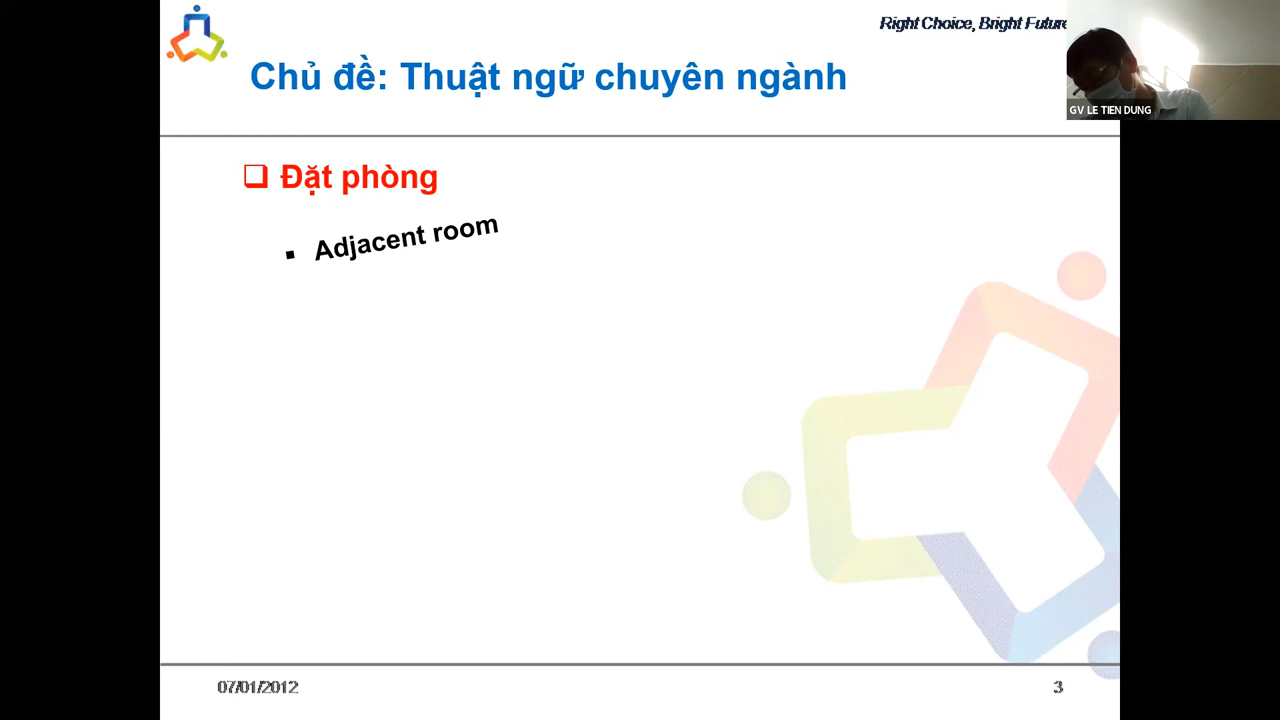 Right Choice, Bright Future
Chủ đề: Thuật ngữ chuyên ngành
GV LE TIEN DUNG
Đặt phòng
Adjacent room
07/01/2012
3